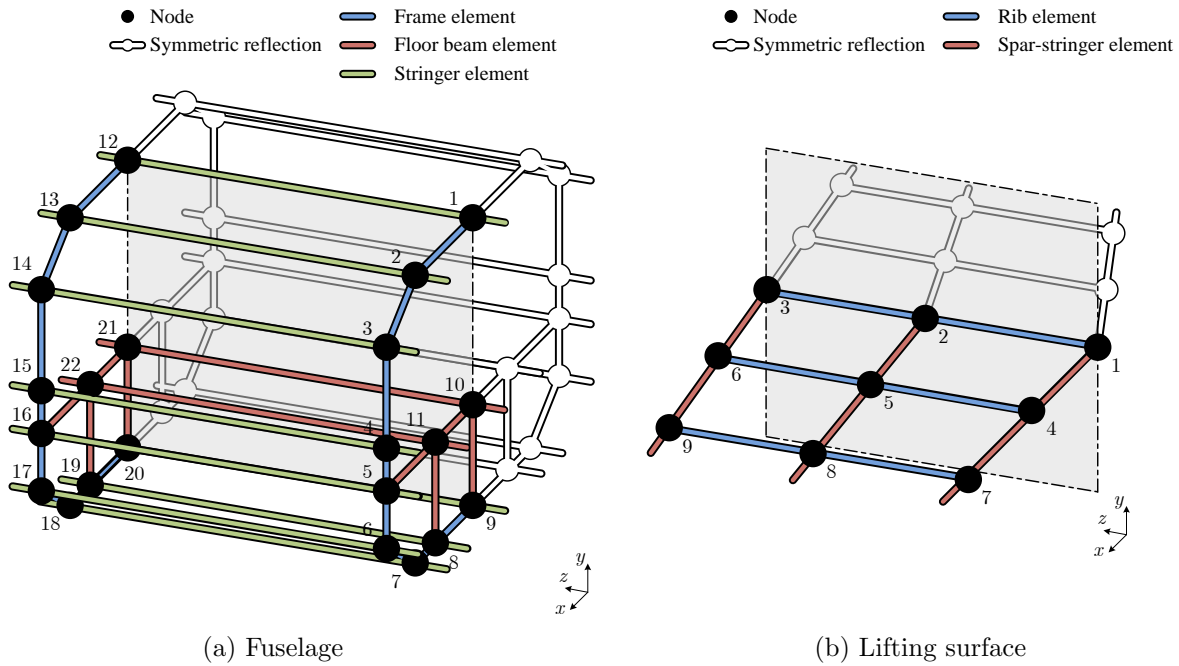 Node
Frame element
Symmetric reflection
Floor beam element
Stringer element
12
13
1
14
2
3
21
22
15
10
16
11
4
17
19
20
5
18
6
9
8
7
y
z
x
(a) Fuselage
Node
Rib element
Symmetric reflection
Spar-stringer element
3
2
1
6
5
4
9
8
7
y
z
x
(b) Lifting surface